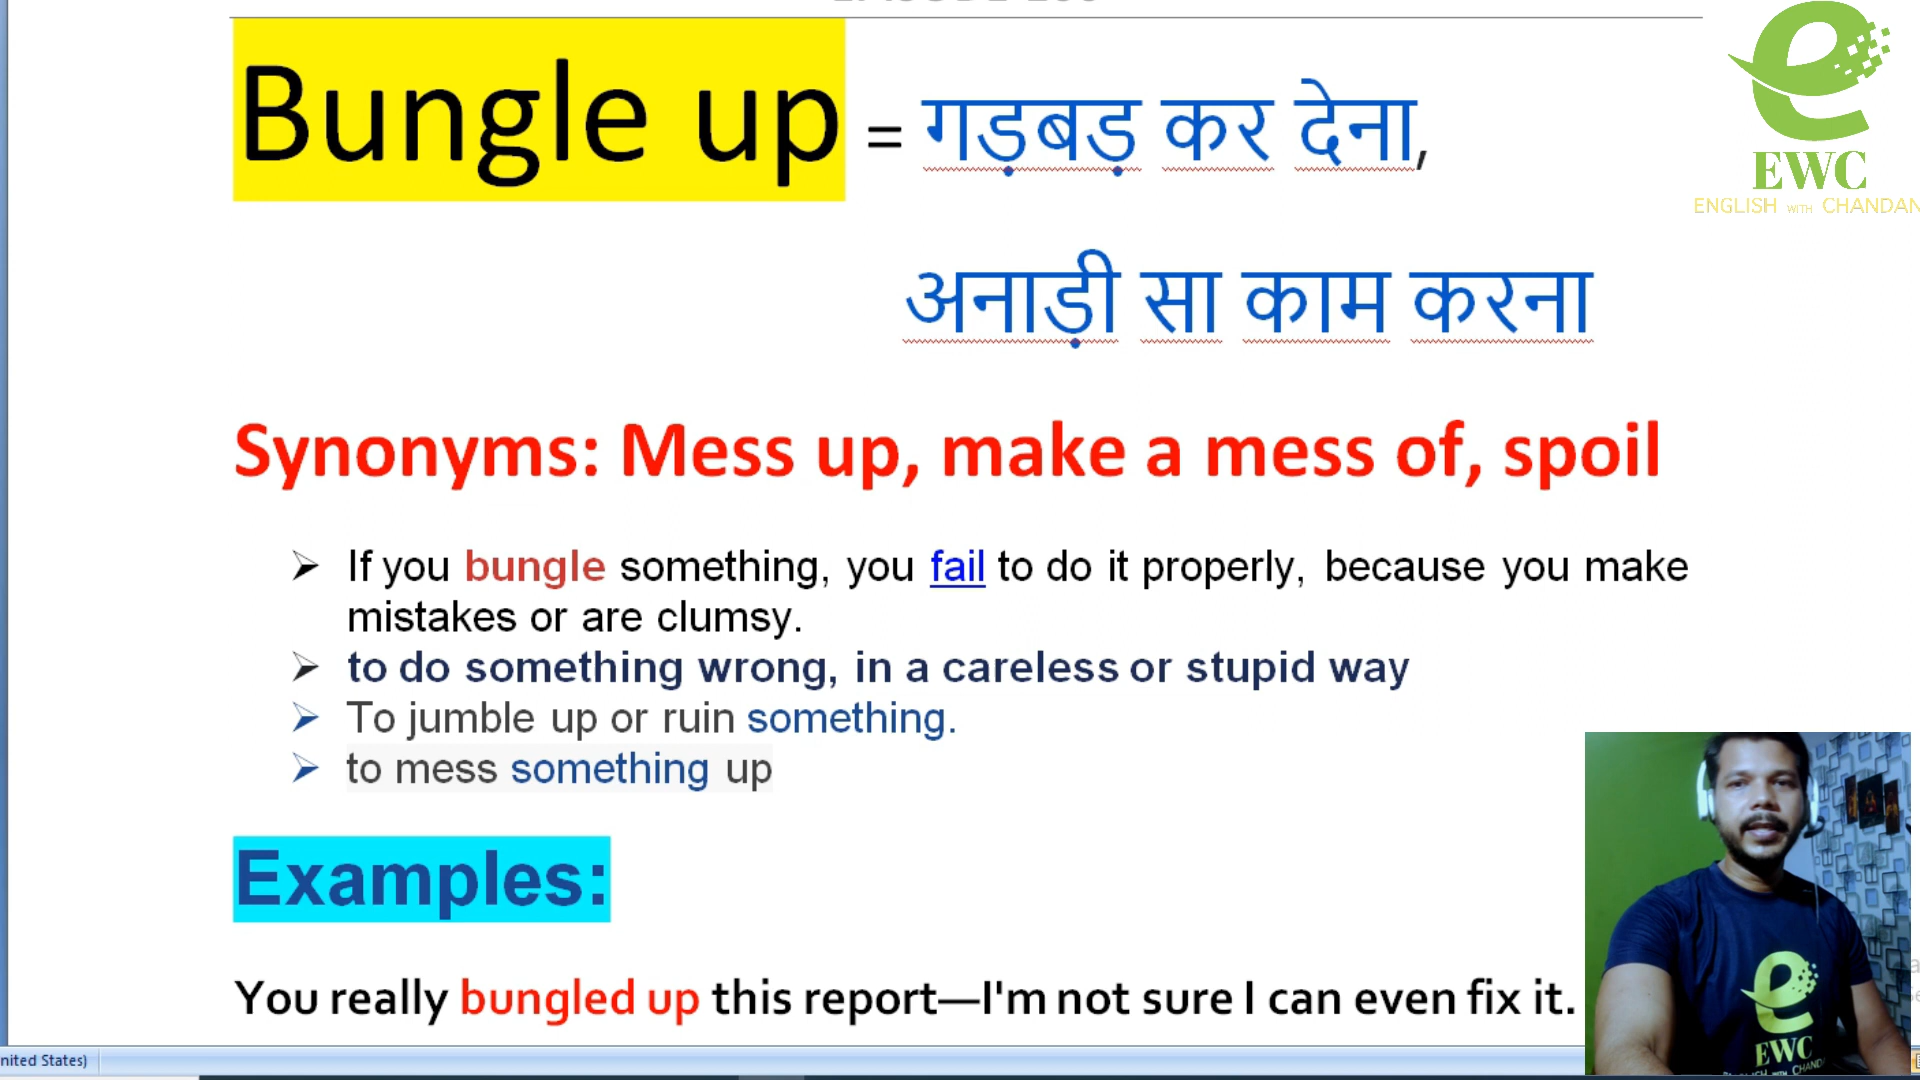 Bungle up = गड़बड़ कर देना,
अनाड़ी सा काम करना
Synonyms: Mess up, make a mess of, spoil
➢ If you bungle something, you fail to do it properly, because you make
mistakes or are clumsy.
➢ to do something wrong, in a careless or stupid way
➢ To jumble up or ruin something.
➢ to mess something up
Examples:
You really bungled up this report—I'm not sure I can even fix it.
nited States)
EWC
ENGLISH WITH CHANDAN
EWC